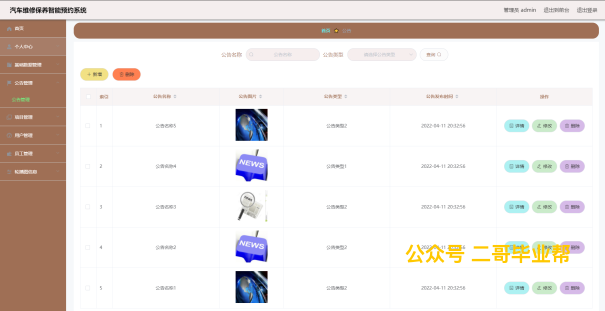 汽车维修保养智能预约系统
管理员 admin 退出到前台 退出登录
首页
个人中心
基础数据管理
公告管理
公告管理
项目管理
用户管理
员工管理
轮播图信息
首页 公告
公告名称 公告名称 公告类型 请选择公告类型 查询
+ 新增 删除
索引 公告名称 公告图片 公告类型 公告发布时间 操作
1 公告名称5 公告类型2 2022-04-11 20:32:56 详情 修改 删除
2 公告名称4 NEWS 公告类型1 2022-04-11 20:32:56 详情 修改 删除
3 公告名称3 公告类型2 2022-04-11 20:32:56 详情 修改 删除
4 公告名称2 NEWS 公告类型2 2022-04-11 20:32:56 详情 修改 删除
公众号 二哥毕业帮
5 公告名称1 公告类型2 2022-04-11 20:32:56 详情 修改 删除